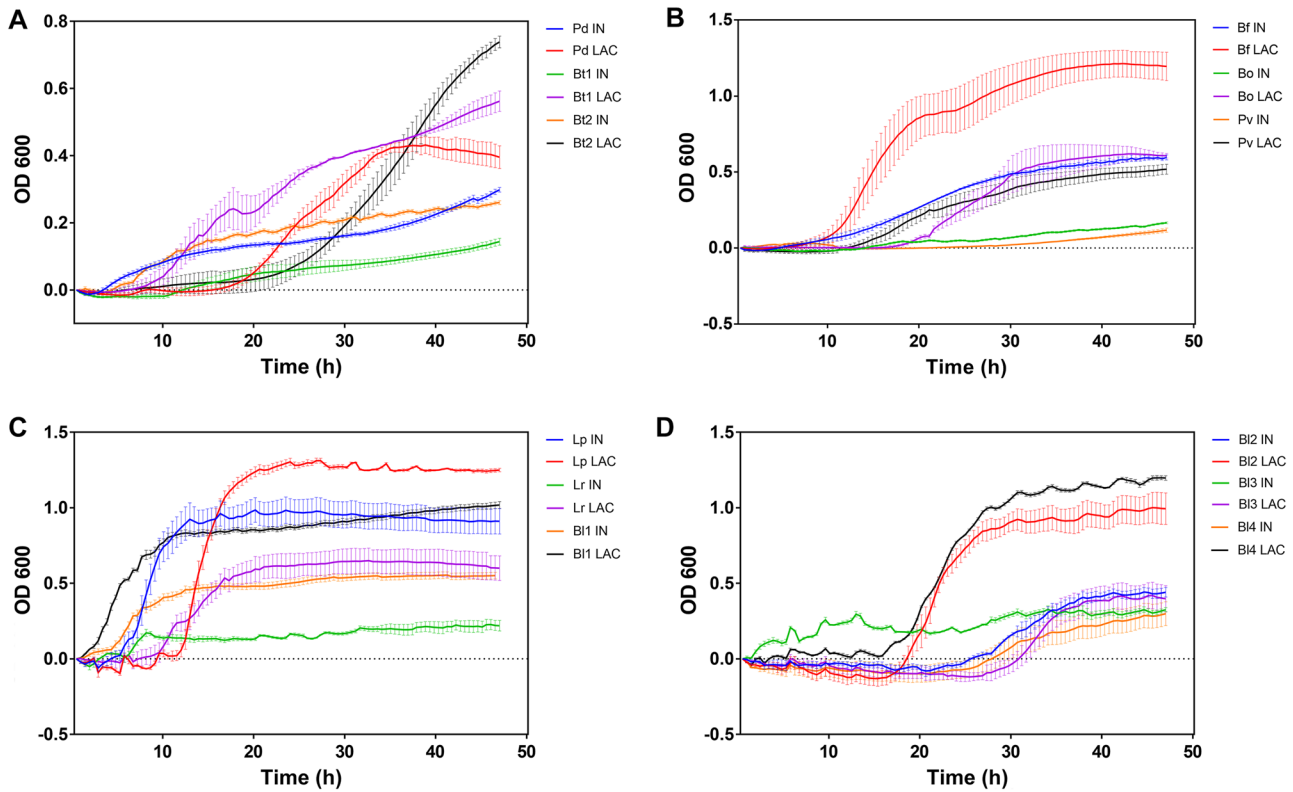 A
OD 600
0.8
0.6
0.4
0.2
0.0
10
20
30
40
50
Time (h)
Pd IN
Pd LAC
Bt1 IN
Bt1 LAC
Bt2 IN
Bt2 LAC
B
OD 600
1.5
1.0
0.5
0.0
-0.5
10
20
30
40
50
Time (h)
Bf IN
Bf LAC
Bo IN
Bo LAC
Pv IN
Pv LAC
C
OD 600
1.5
1.0
0.5
0.0
-0.5
10
20
30
40
50
Time (h)
Lp IN
Lp LAC
Lr IN
Lr LAC
Bl1 IN
Bl1 LAC
D
OD 600
1.5
1.0
0.5
0.0
-0.5
10
20
30
40
50
Time (h)
Bl2 IN
Bl2 LAC
Bl3 IN
Bl3 LAC
Bl4 IN
Bl4 LAC